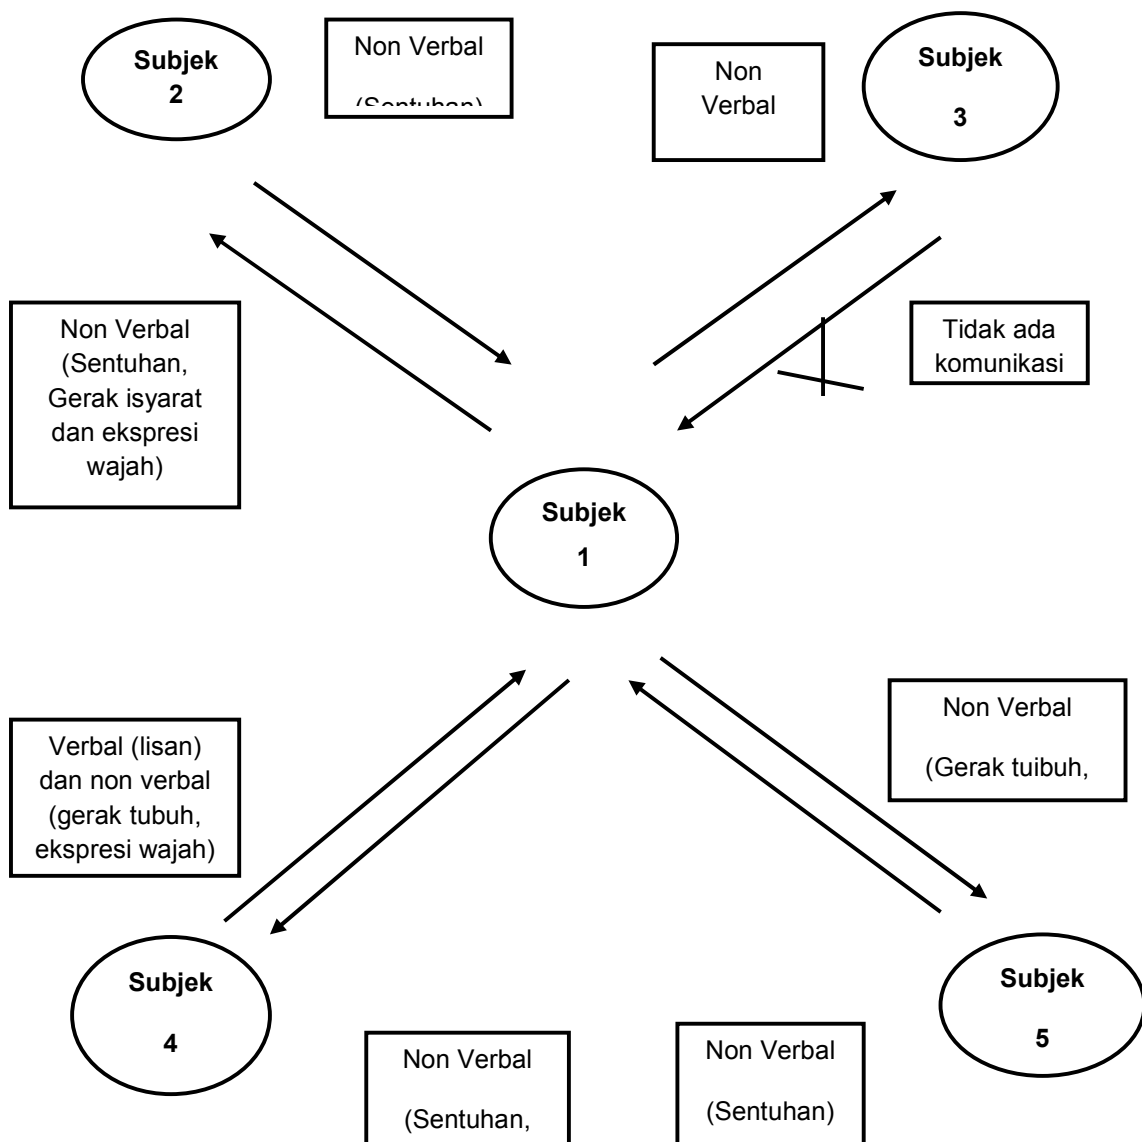 Subjek
2
Non Verbal
(Sentuhan)
Non
Verbal
Subjek
3
Non Verbal
(Sentuhan,
Gerak isyarat
dan ekspresi
wajah)
Tidak ada
komunikasi
Subjek
1
Verbal (lisan)
dan non verbal
(gerak tubuh,
ekspresi wajah)
Non Verbal
(Gerak tuibuh,
Subjek
4
Non Verbal
(Sentuhan,
Non Verbal
(Sentuhan)
Subjek
5